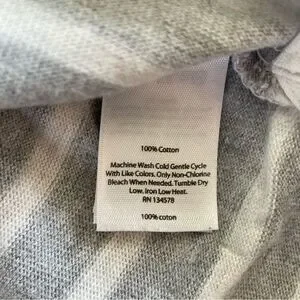 100% Cotton
Machine Wash Cold Gentle Cycle
With Like Colors. Only Non-Chlorine
Bleach When Needed. Tumble Dry
Low. Iron Low Heat.
RN 134578
100% coton